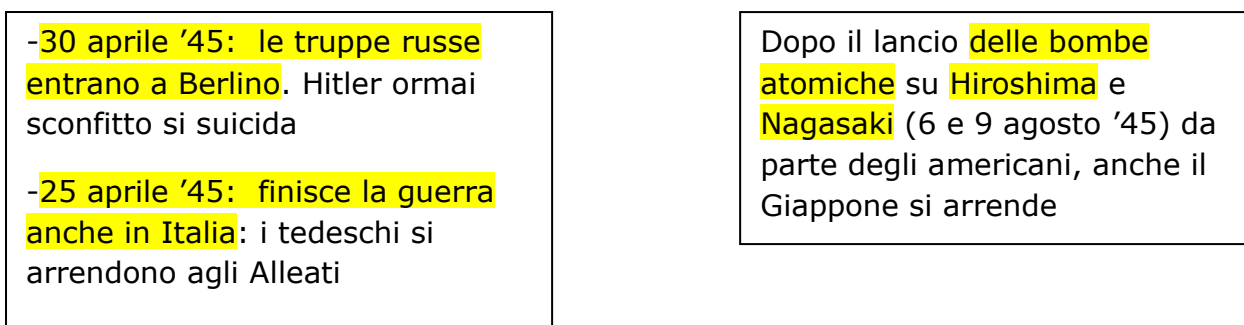 -30 aprile ’45:  le truppe russe
entrano a Berlino. Hitler ormai
sconfitto si suicida
-25 aprile ’45:  finisce la guerra
anche in Italia: i tedeschi si
arrendono agli Alleati
Dopo il lancio delle bombe
atomiche su Hiroshima e
Nagasaki (6 e 9 agosto ’45) da
parte degli americani, anche il
Giappone si arrende